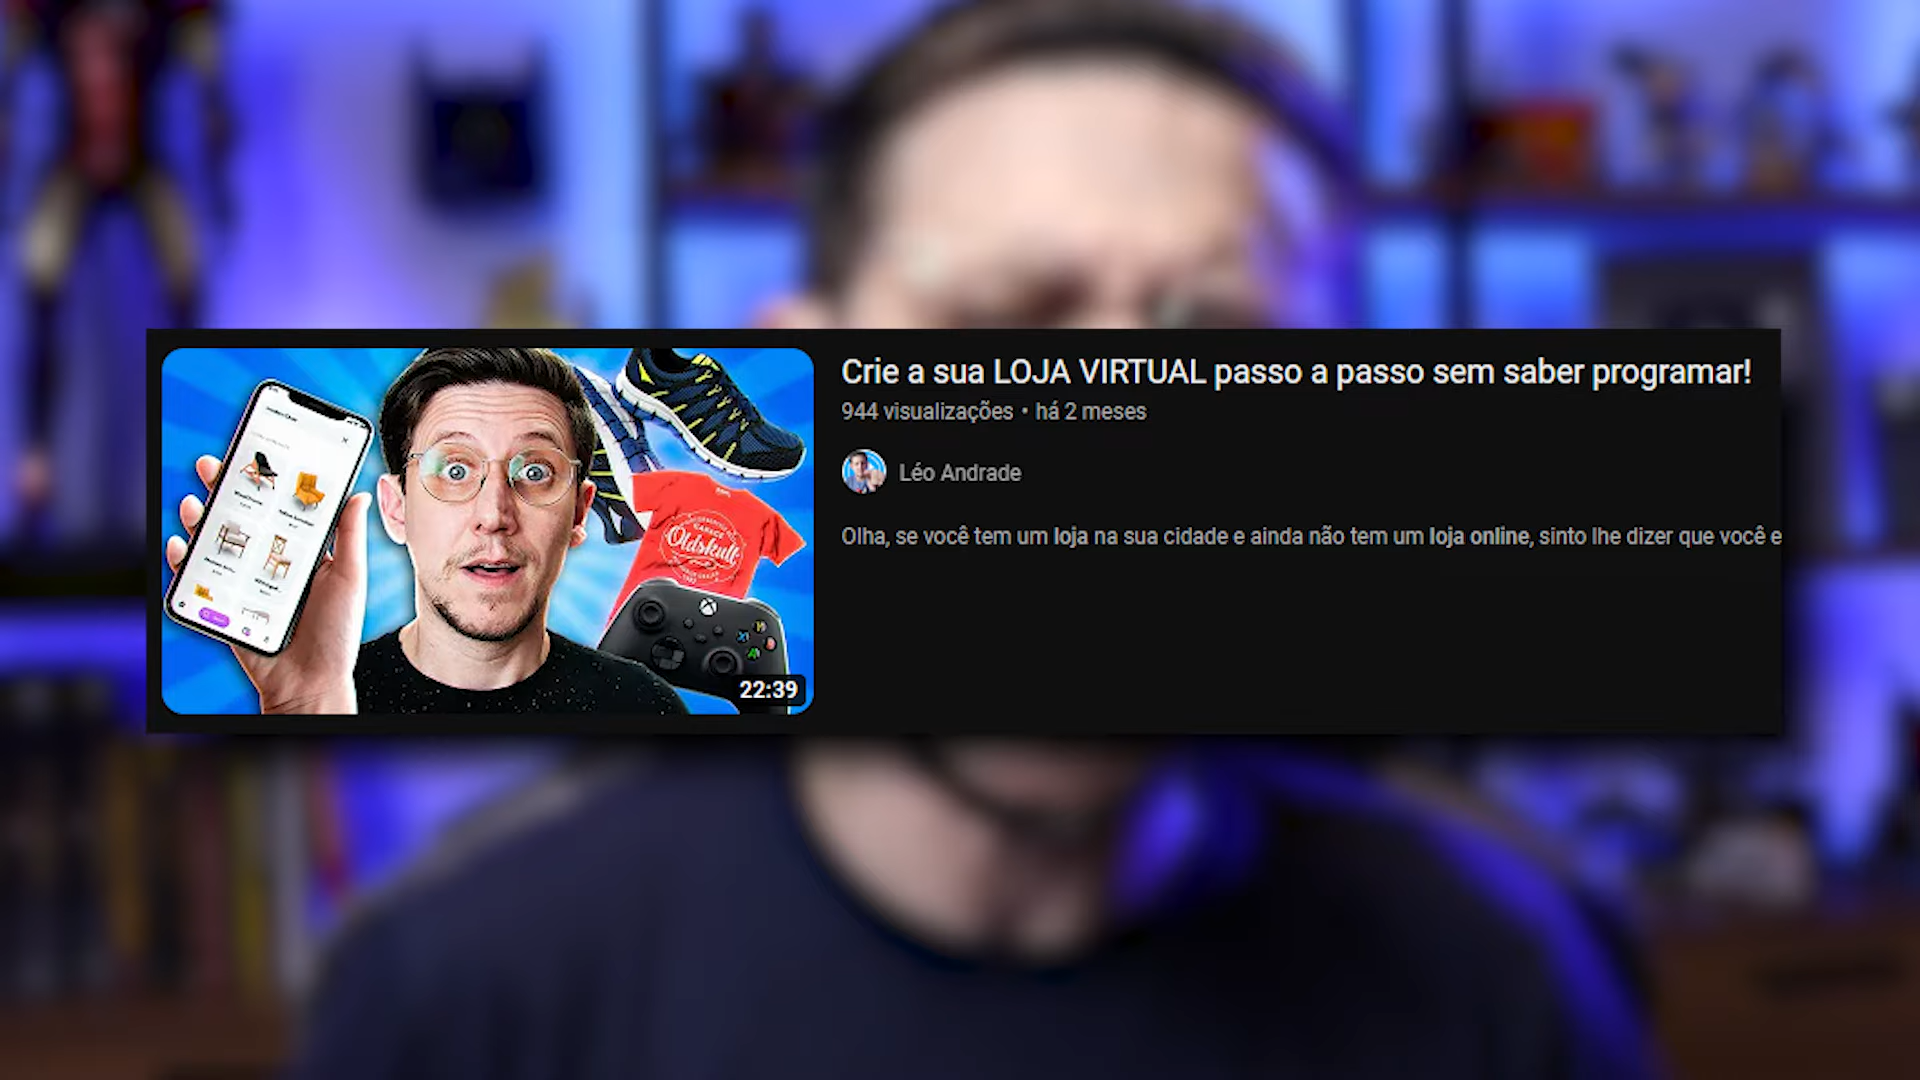 Crie a sua LOJA VIRTUAL passo a passo sem saber programar!
944 visualizações • há 2 meses
Léo Andrade
Olha, se você tem um loja na sua cidade e ainda não tem um loja online, sinto lhe dizer que você e
Oldskull
22:39